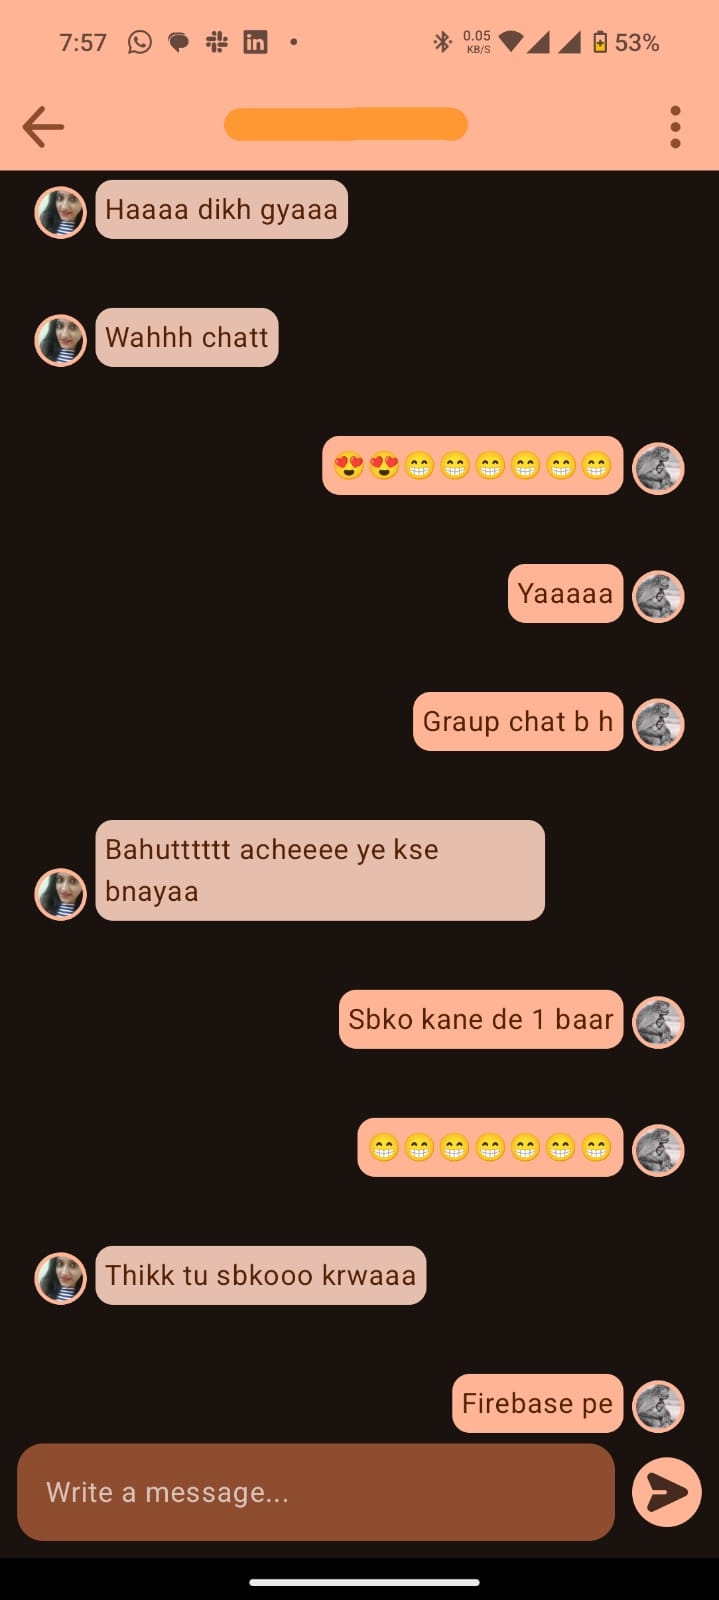 7:57
0.05
KB/S
53%
Haaaa dikh gyaaa
Wahhh chatt
😍😍😁😁😁😁😁😁
Yaaaaa
Graup chat b h
Bahutttttt acheeee ye kse
bnayaa
Sbko kane de 1 baar
😁😁😁😁😁😁😁
Thikk tu sbkooo krwaaa
Firebase pe
Write a message...